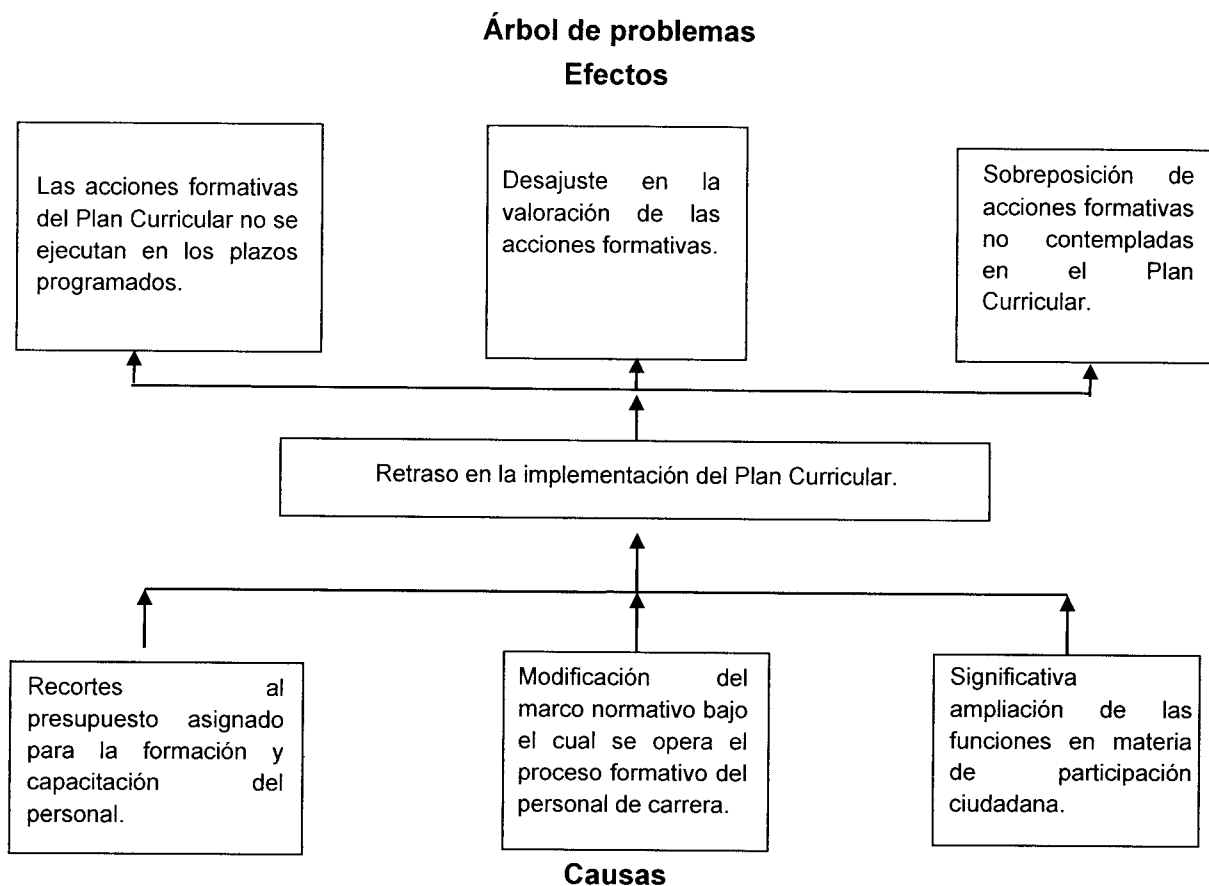 Árbol de problemas
Efectos
Las acciones formativas
del Plan Curricular no se
ejecutan en los plazos
programados.
Desajuste en la
valoración de las
acciones formativas.
Sobreposición de
acciones formativas
no contempladas
en el Plan
Curricular.
Retraso en la implementación del Plan Curricular.
Recortes al
presupuesto asignado
para la formación y
capacitación del
personal.
Modificación del
marco normativo bajo
el cual se opera el
proceso formativo del
personal de carrera.
Significativa
ampliación de las
funciones en materia
de participación
ciudadana.
Causas